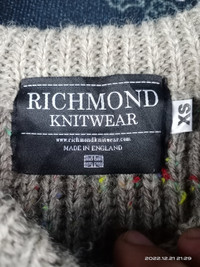 RICHMOND
KNITWEAR
www.richmondknitwear.com
MADE IN ENGLAND
XS
2022.12.21 21:29